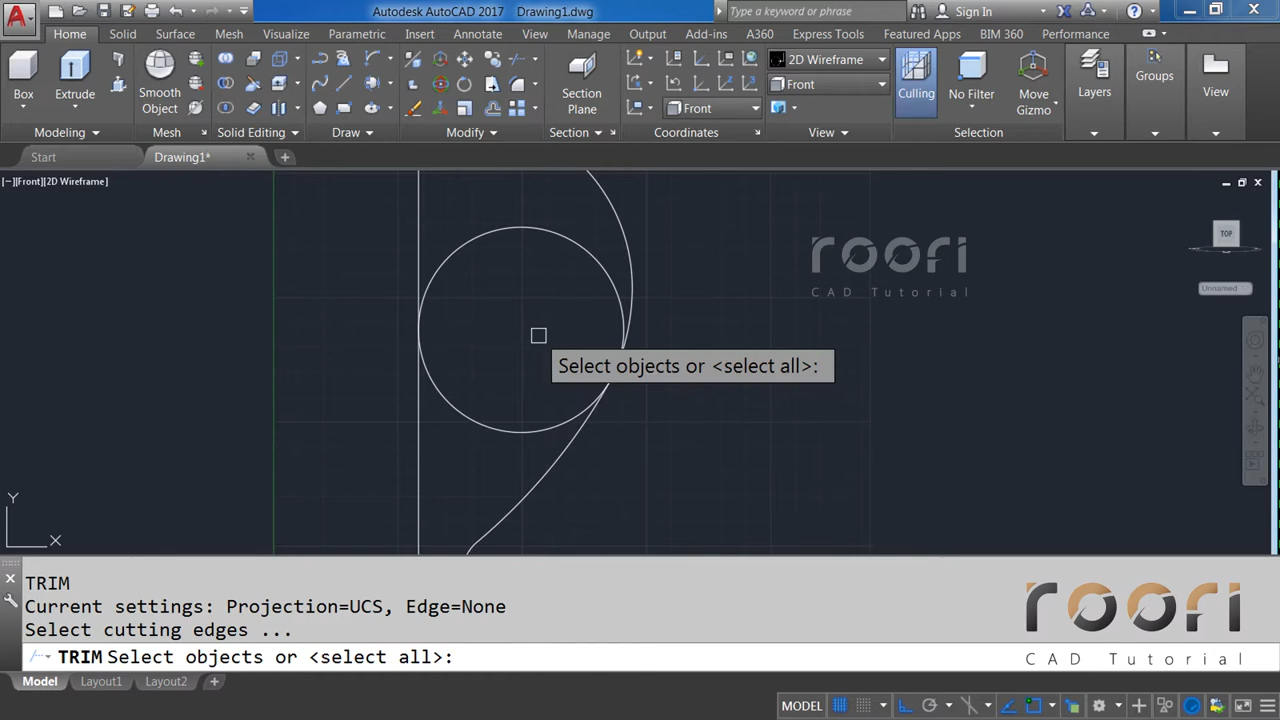 Autodesk AutoCAD 2017 Drawing1.dwg
Type a keyword or phrase
Sign In
Home Solid Surface Mesh Visualize Parametric Insert Annotate View Manage Output Add-ins A360 Express Tools Featured Apps BIM 360 Performance
Box
Extrude
Smooth
Object
Section
Plane
Front
2D Wireframe
Front
Culling
No Filter
Move
Gizmo
Layers
Groups
View
Modeling Mesh Solid Editing Draw Modify Section Coordinates View Selection
Start Drawing1*
[−][Front][2D Wireframe]
TOP
Unnamed
roofi
CAD Tutorial
Select objects or <select all>:
Y
X
TRIM
Current settings: Projection=UCS, Edge=None
Select cutting edges ...
TRIM Select objects or <select all>:
roofi
CAD Tutorial
Model Layout1 Layout2
MODEL